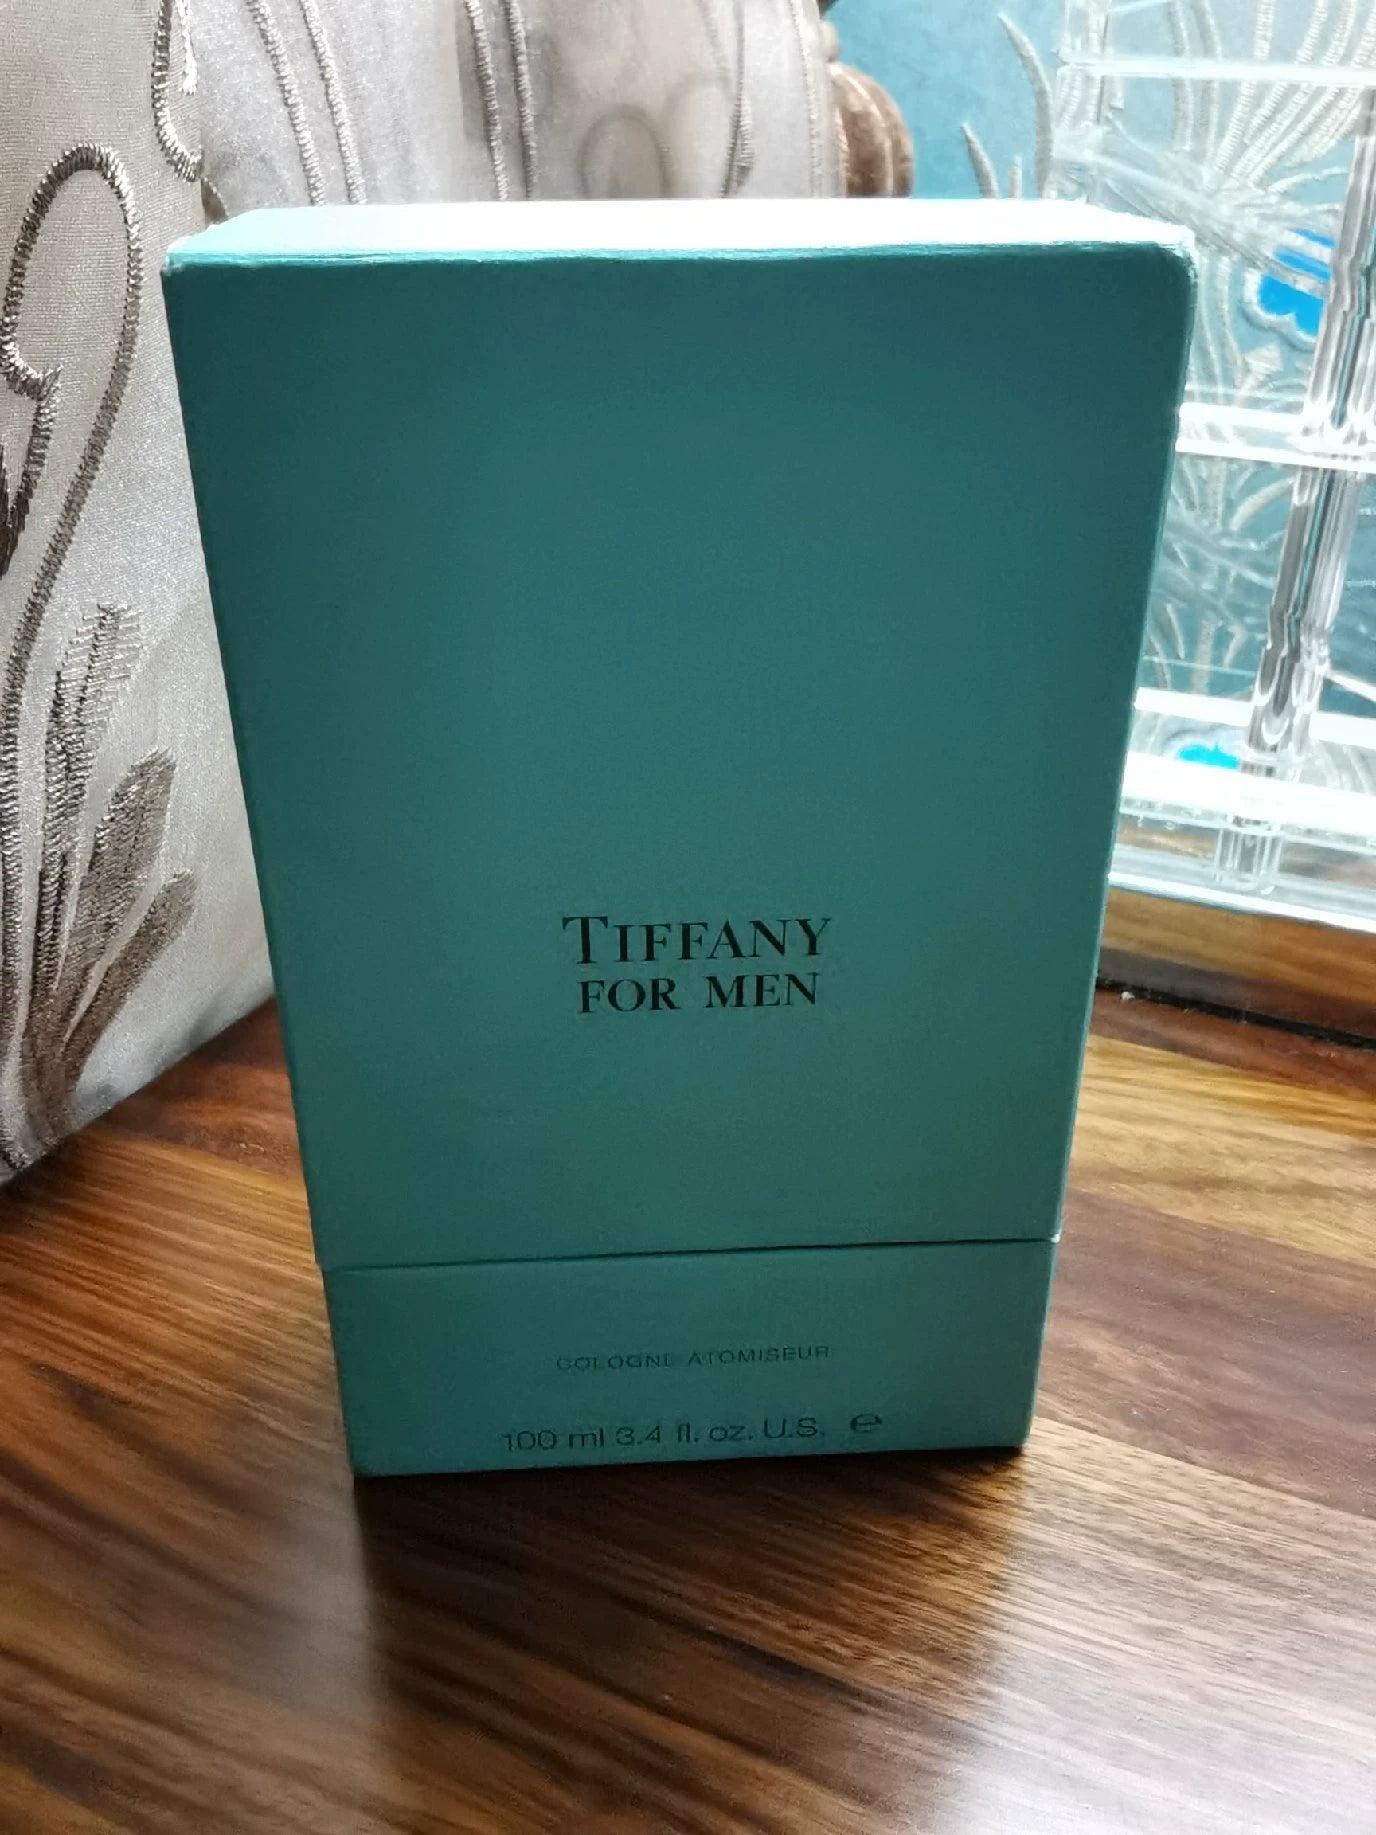 TIFFANY
FOR MEN
COLOGNE ATOMISEUR
100 ml 3.4 fl. oz. U.S. ℮